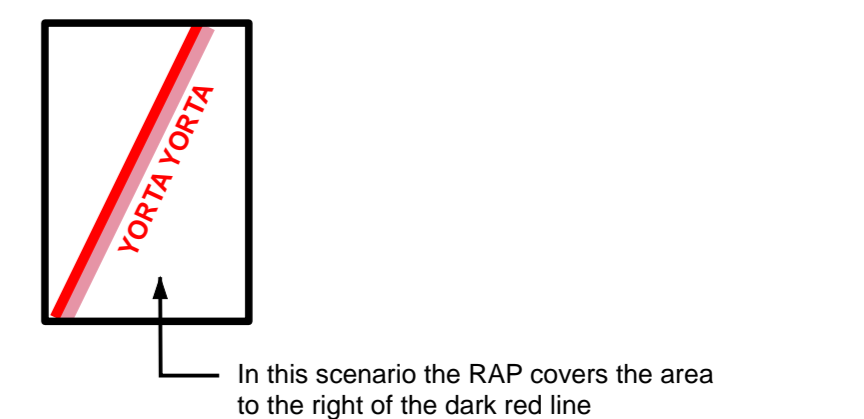 YORTA YORTA
In this scenario the RAP covers the area
to the right of the dark red line